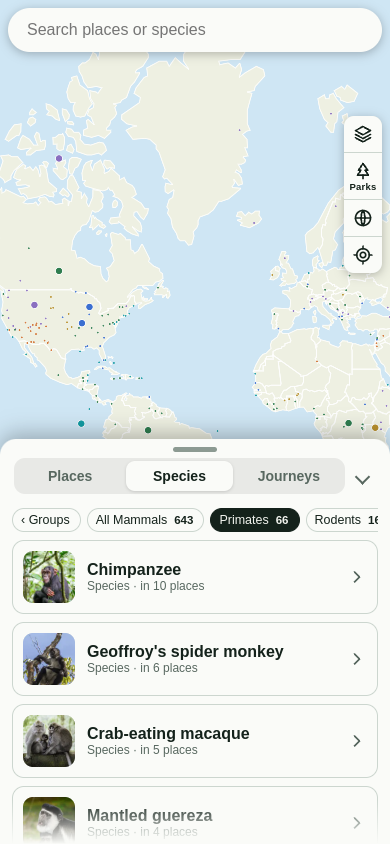 Search places or species
Parks
Places Species Journeys
‹ Groups All Mammals 643 Primates 66 Rodents
Chimpanzee
Species · in 10 places
Geoffroy's spider monkey
Species · in 6 places
Crab-eating macaque
Species · in 5 places
Mantled guereza
Species · in 4 places